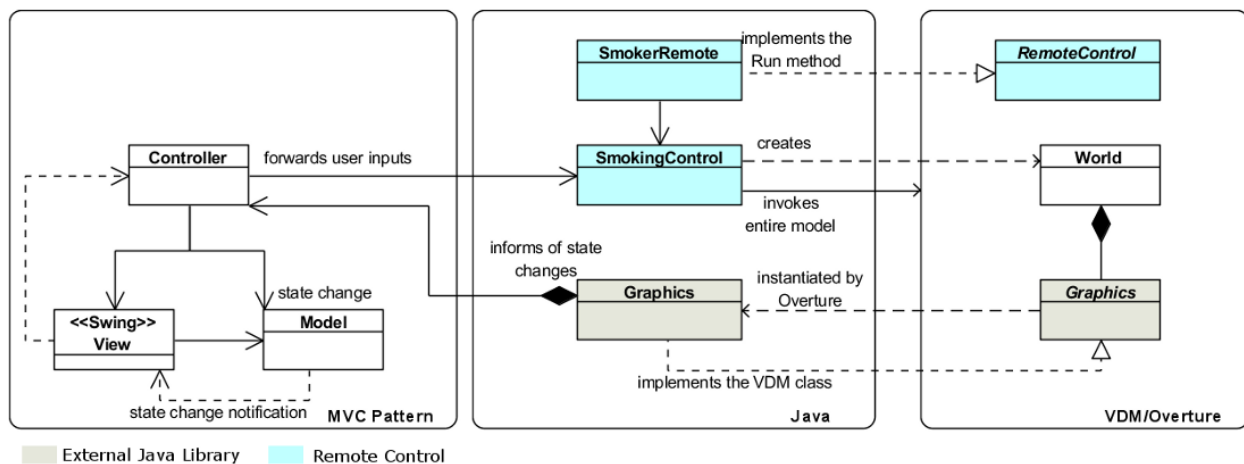 SmokerRemote
implements the
Run method
RemoteControl
Controller
forwards user inputs
SmokingControl
creates
World
invokes
entire model
informs of state
changes
Graphics
instantiated by
Overture
Graphics
state change
<<Swing>>
View
Model
implements the VDM class
state change notification
MVC Pattern
Java
VDM/Overture
External Java Library
Remote Control